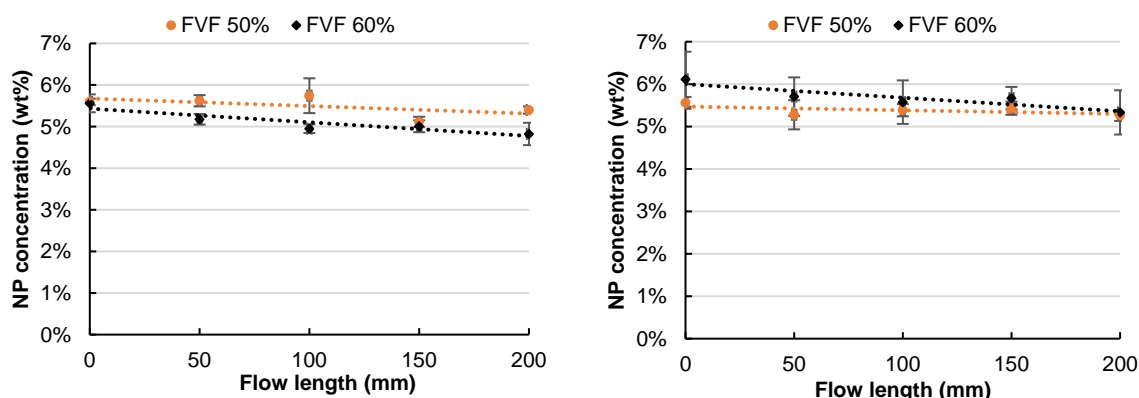 FVF 50% FVF 60%
7%
6%
5%
4%
3%
2%
1%
0%
NP concentration (wt%)
0 50 100 150 200
Flow length (mm)
FVF 50% FVF 60%
7%
6%
5%
4%
3%
2%
1%
0%
NP concentration (wt%)
0 50 100 150 200
Flow length (mm)